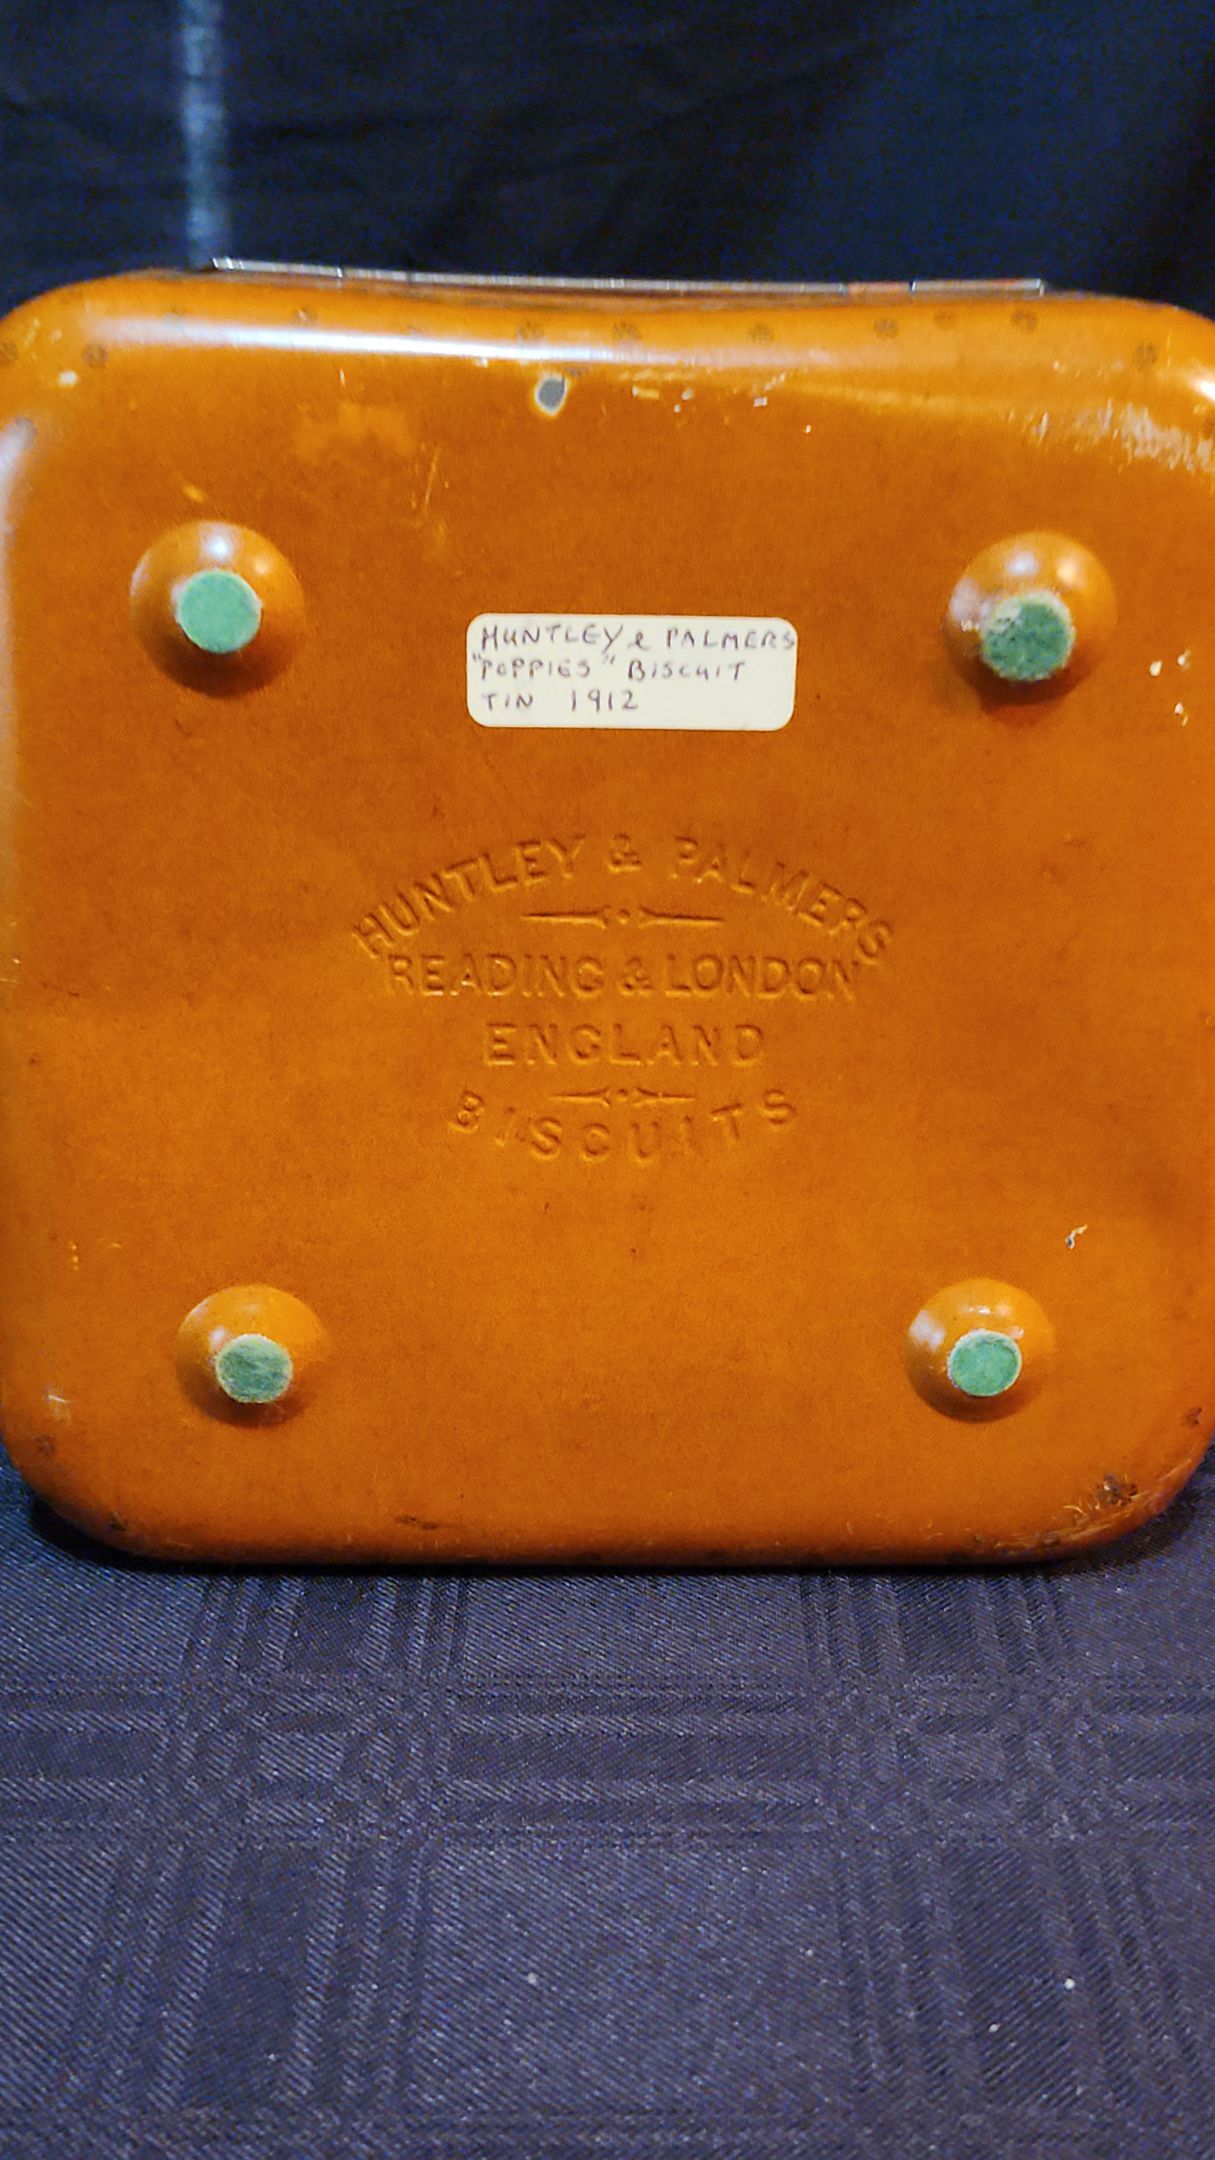 HUNTLEY & PALMERS
"POPPIES" BISCUIT
TIN 1912
HUNTLEY & PALMERS
READING & LONDON
ENGLAND
BISCUITS